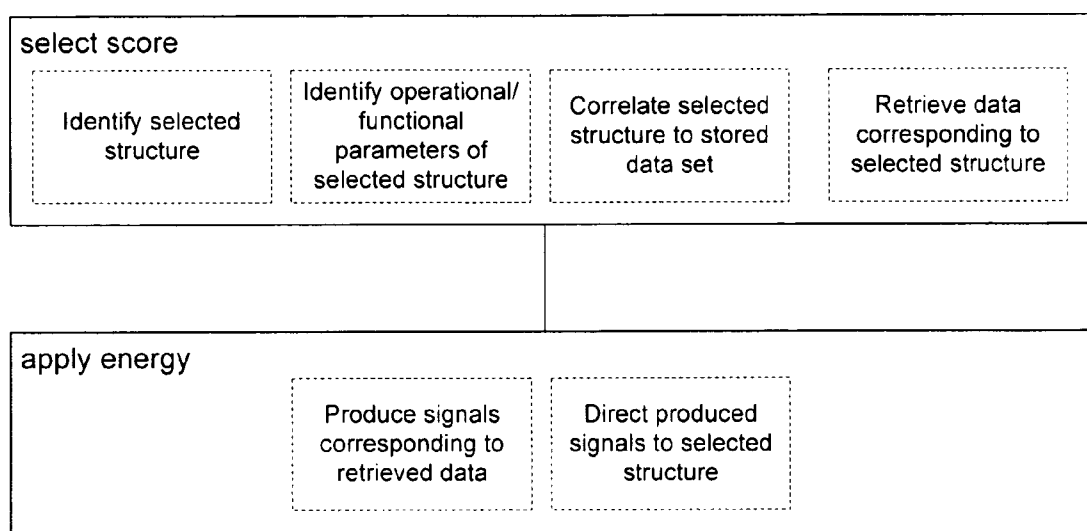 select score
Identify selected
structure
Identify operational/
functional
parameters of
selected structure
Correlate selected
structure to stored
data set
Retrieve data
corresponding to
selected structure
apply energy
Produce signals
corresponding to
retrieved data
Direct produced
signals to selected
structure